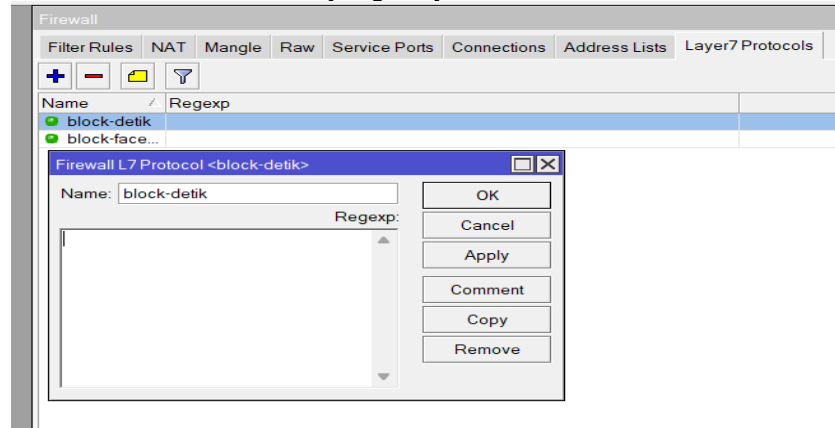 Firewall
Filter Rules NAT Mangle Raw Service Ports Connections Address Lists Layer7 Protocols
Name Regexp
block-detik
block-face...
Firewall L7 Protocol <block-detik>
Name: block-detik OK
Regexp: Cancel
Apply
Comment
Copy
Remove